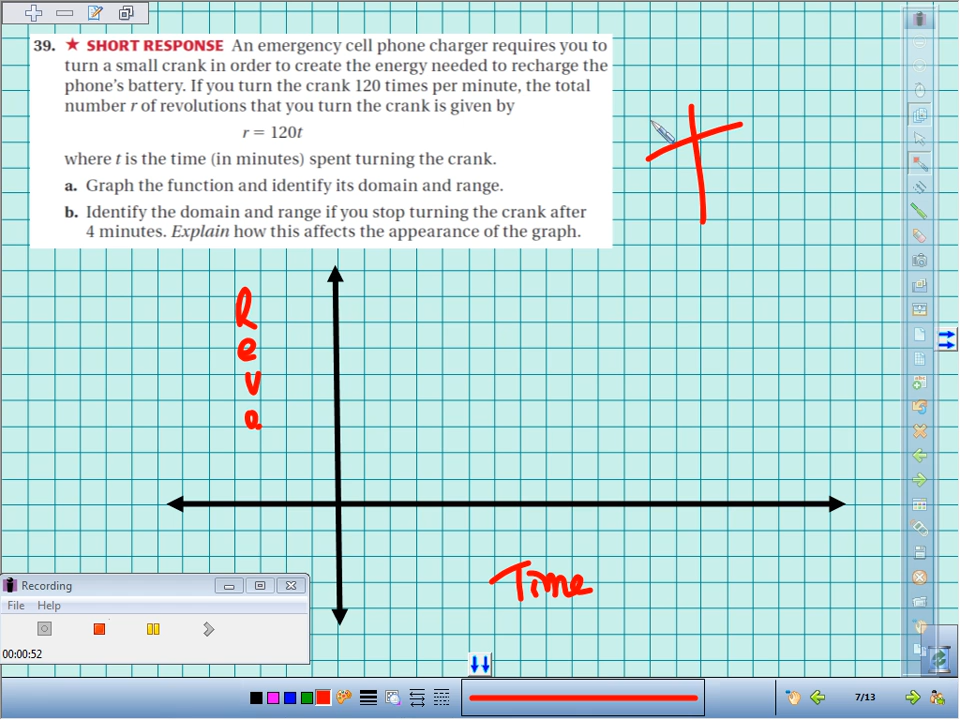 39. ★ SHORT RESPONSE An emergency cell phone charger requires you to
turn a small crank in order to create the energy needed to recharge the
phone's battery. If you turn the crank 120 times per minute, the total
number r of revolutions that you turn the crank is given by
r = 120t
where t is the time (in minutes) spent turning the crank.
a. Graph the function and identify its domain and range.
b. Identify the domain and range if you stop turning the crank after
4 minutes. Explain how this affects the appearance of the graph.
R
e
v
Time
Recording
File Help
00:00:52
7/13